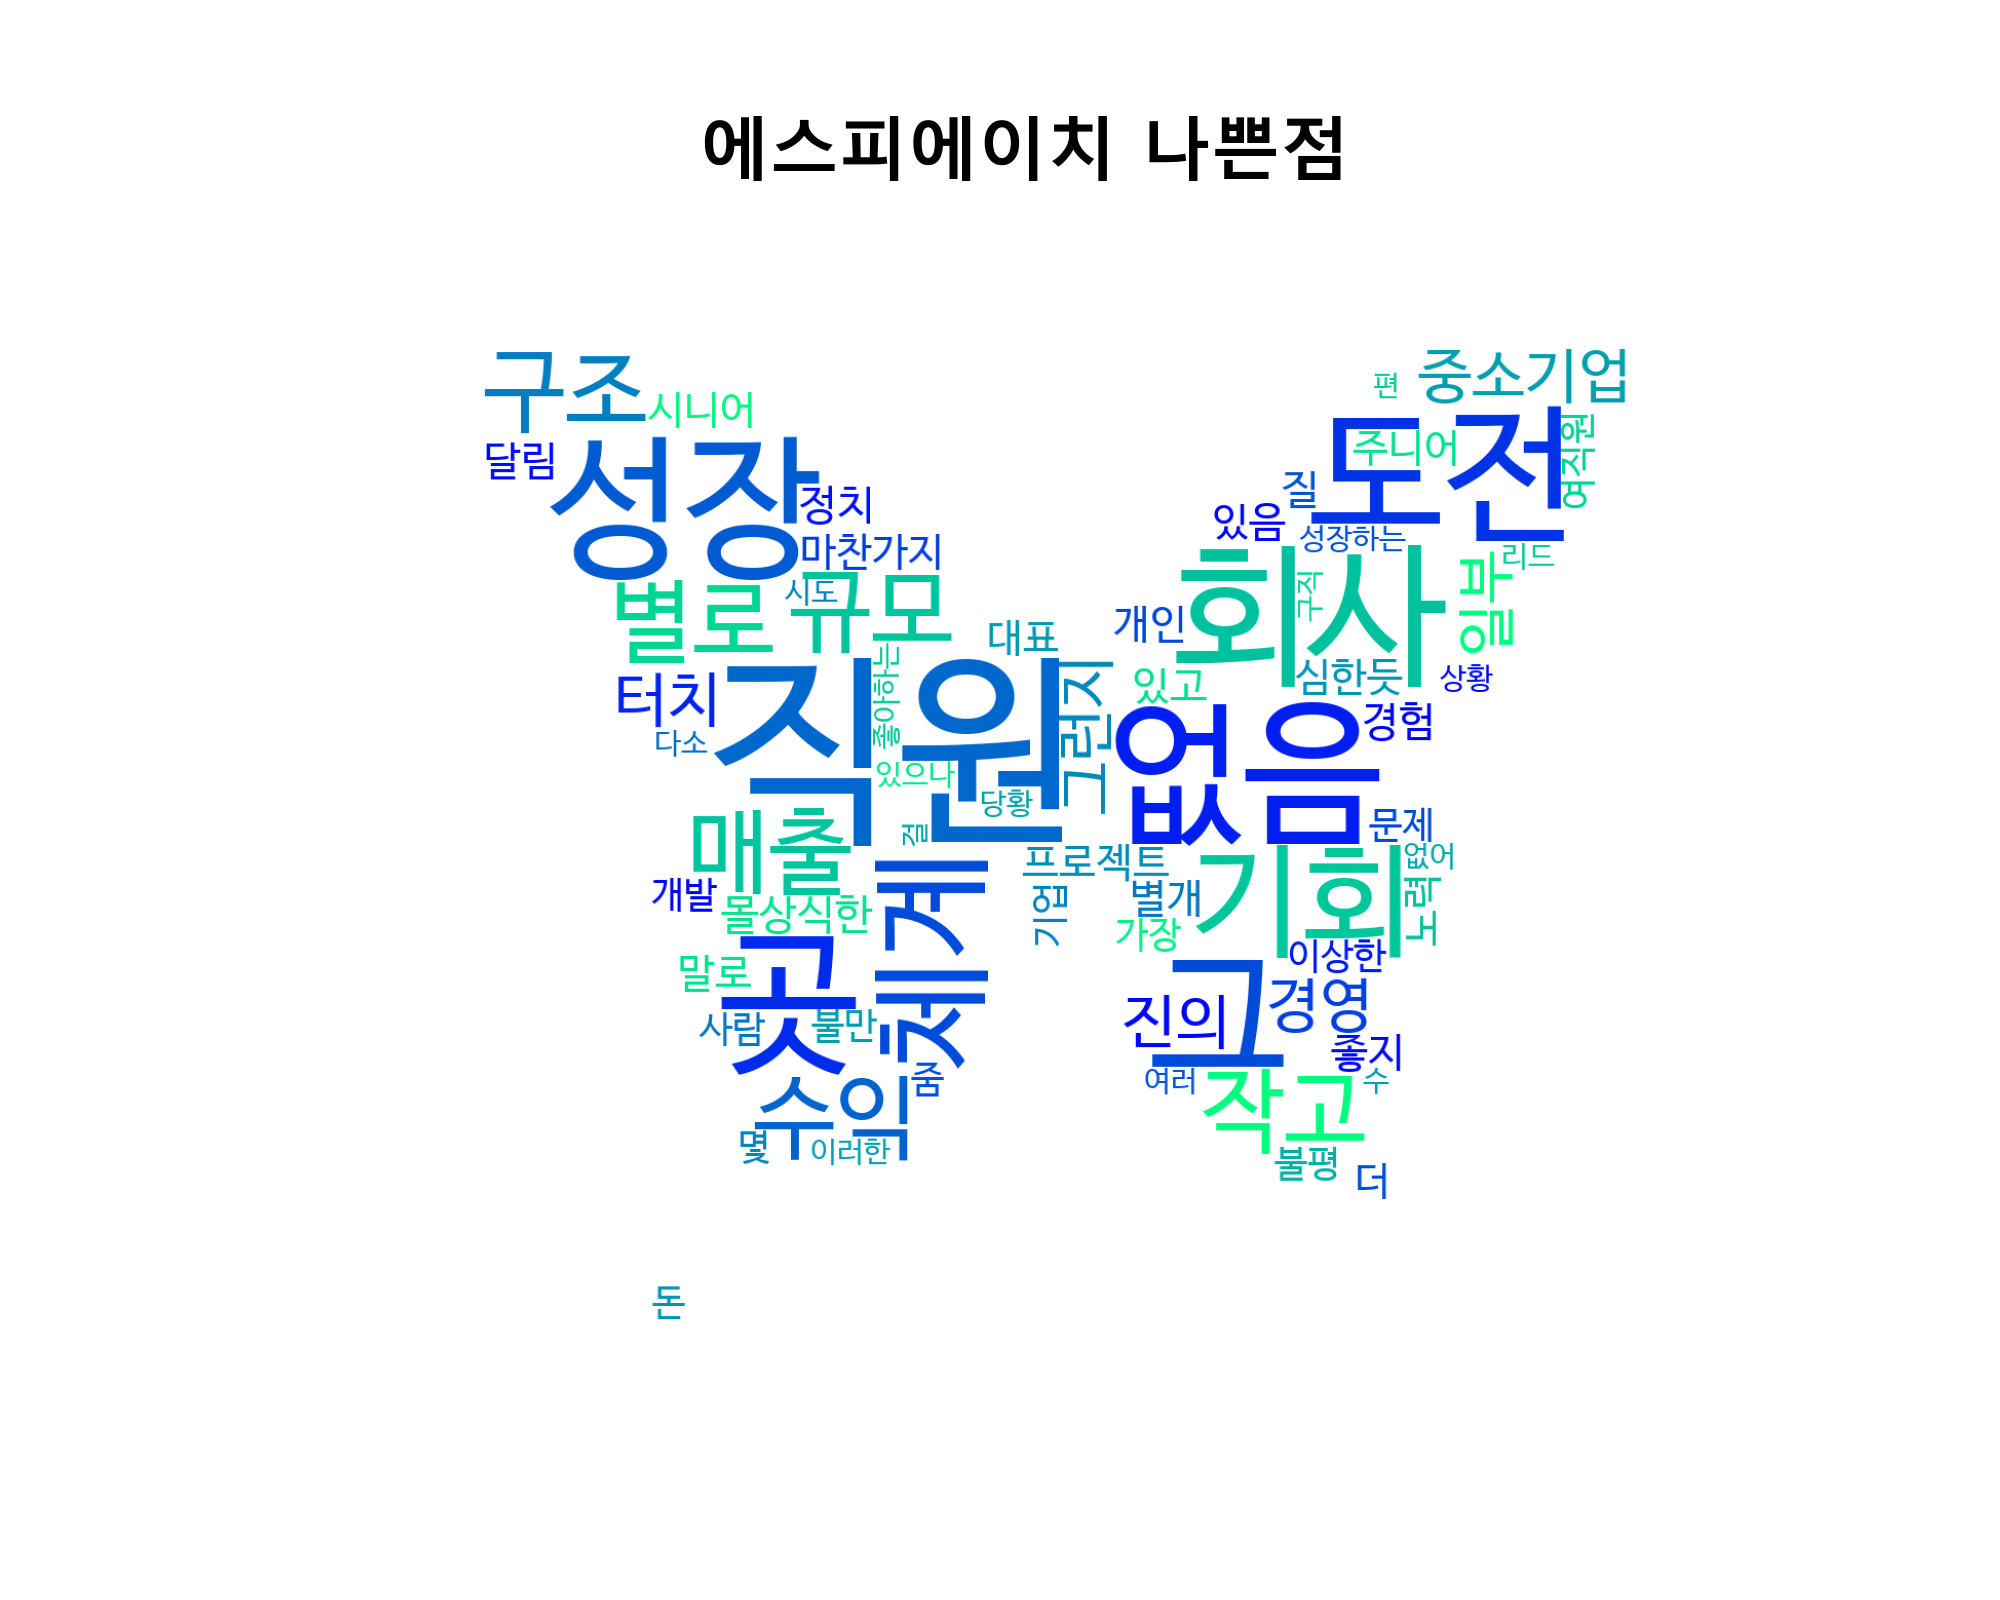 에스피에이치 나쁜점
구조
시니어
편
중소기업
달림
성장
정치
마찬가지
도전
주니어
여직원
질
있음
성장하는
리드
별로
시도
규모
대표
개인
회사
구직
일부
심한듯
상황
터치
다소
직원
좋아하는
있으나
당황
걸
그런지
있고
없음
경험
문제
매출
개발
몰상식한
체계
프로젝트
기업
별개
가장
기회
없어
노력
이상한
말로
곳
사람
불만
진의
그
경영
좋지
수익
줌
몇
이러한
여러
작고
수
불평
더
돈